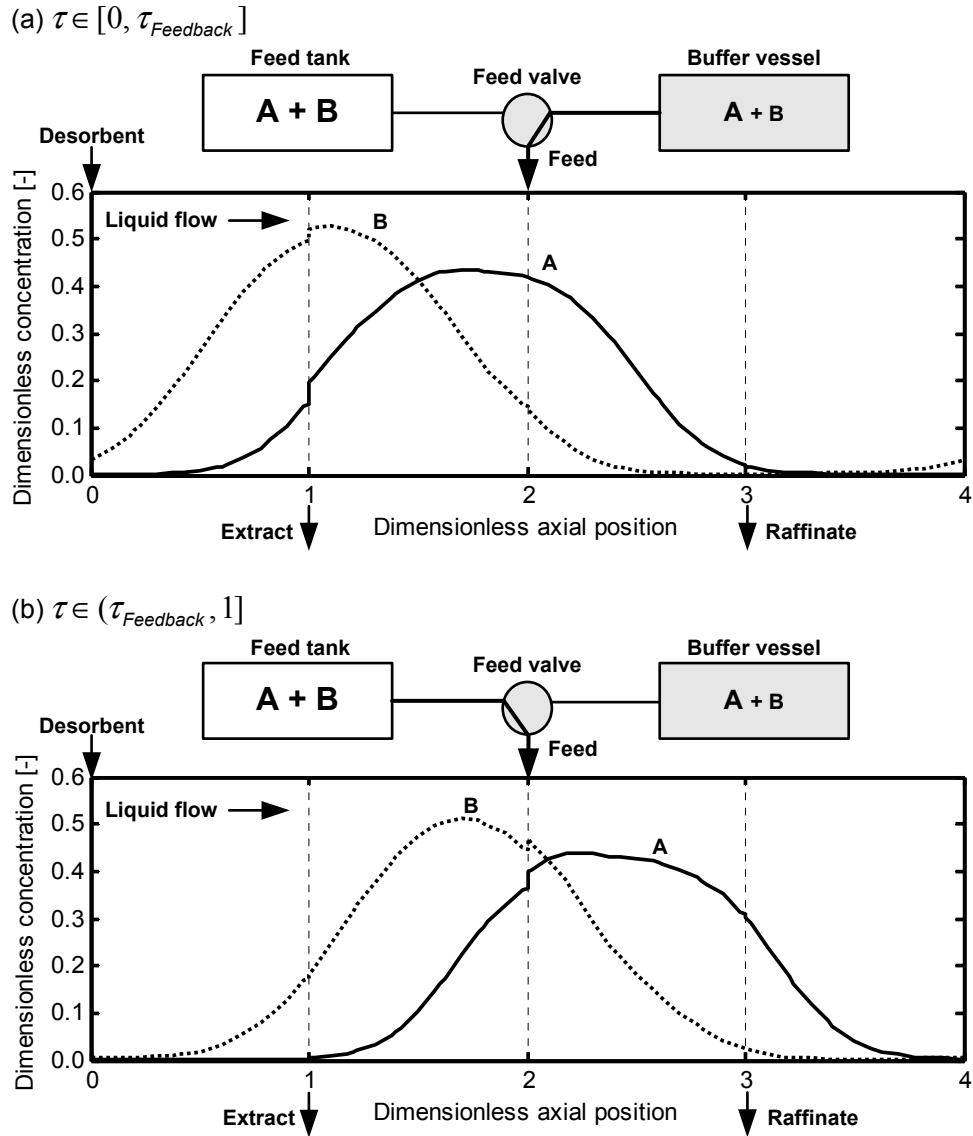 (a) τ ∈ [0, τ_Feedback]
Feed tank
Feed valve
Buffer vessel
A + B
A + B
Desorbent
Feed
Dimensionless concentration [-]
0.6
0.5
0.4
0.3
0.2
0.1
0.0
Liquid flow
B
A
0 1 2 3 4
Extract
Dimensionless axial position
Raffinate
(b) τ ∈ (τ_Feedback, 1]
Feed tank
Feed valve
Buffer vessel
A + B
A + B
Desorbent
Feed
Dimensionless concentration [-]
0.6
0.5
0.4
0.3
0.2
0.1
0.0
Liquid flow
B
A
0 1 2 3 4
Extract
Dimensionless axial position
Raffinate